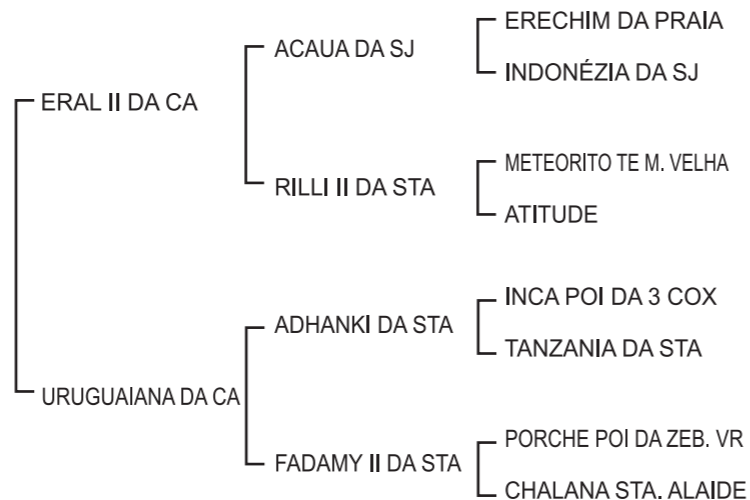 ERECHIM DA PRAIA
ACAUA DA SJ
INDONÉZIA DA SJ
ERAL II DA CA
METEORITO TE M. VELHA
RILLI II DA STA
ATITUDE
INCA POI DA 3 COX
ADHANKI DA STA
TANZANIA DA STA
URUGUAIANA DA CA
PORCHE POI DA ZEB. VR
FADAMY II DA STA
CHALANA STA. ALAIDE